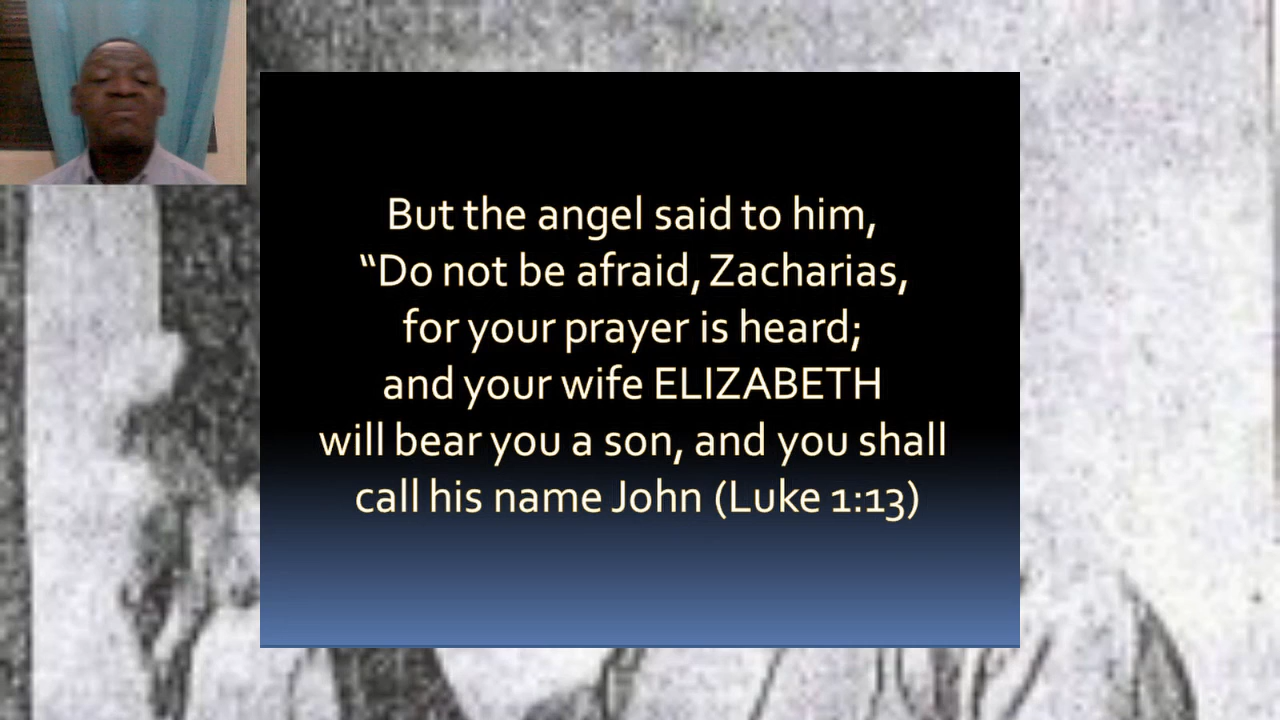 But the angel said to him,
“Do not be afraid, Zacharias,
for your prayer is heard;
and your wife ELIZABETH
will bear you a son, and you shall
call his name John (Luke 1:13)